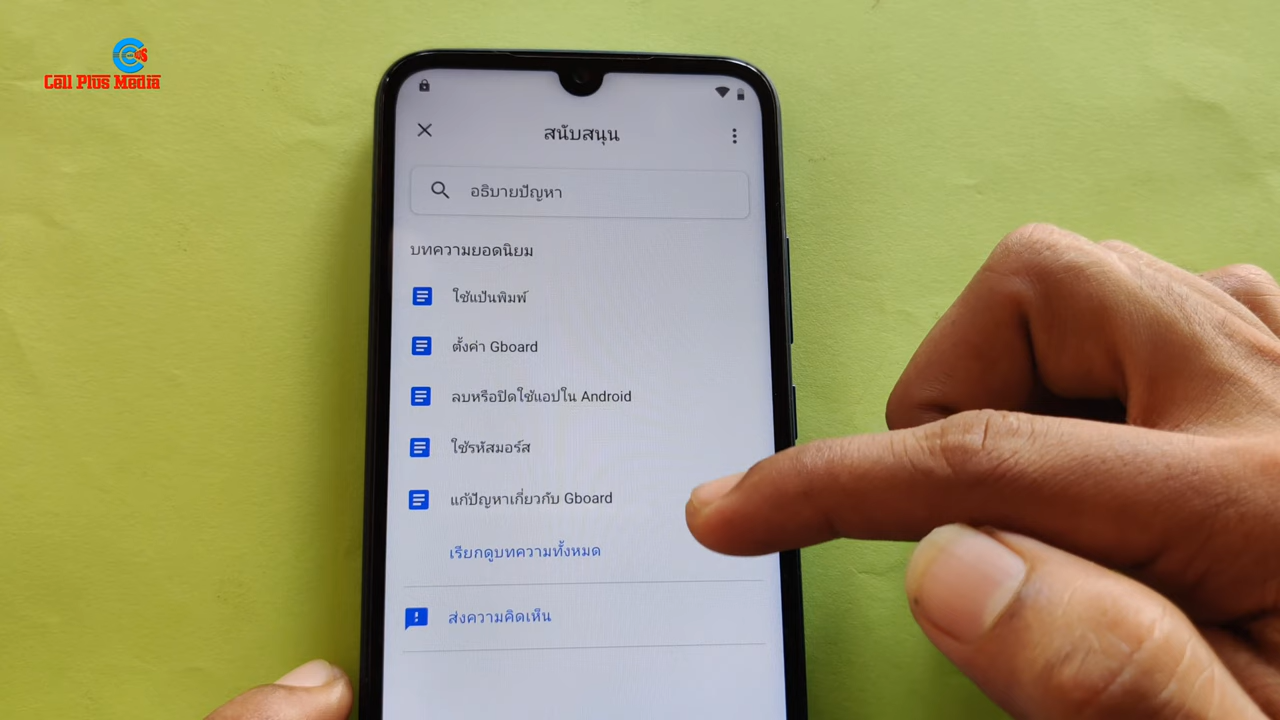 Cell Plus Media
สนับสนุน
อธิบายปัญหา
บทความยอดนิยม
ใช้แป้นพิมพ์
ตั้งค่า Gboard
ลบหรือปิดใช้แอปใน Android
ใช้รหัสมอร์ส
แก้ปัญหาเกี่ยวกับ Gboard
เรียกดูบทความทั้งหมด
ส่งความคิดเห็น